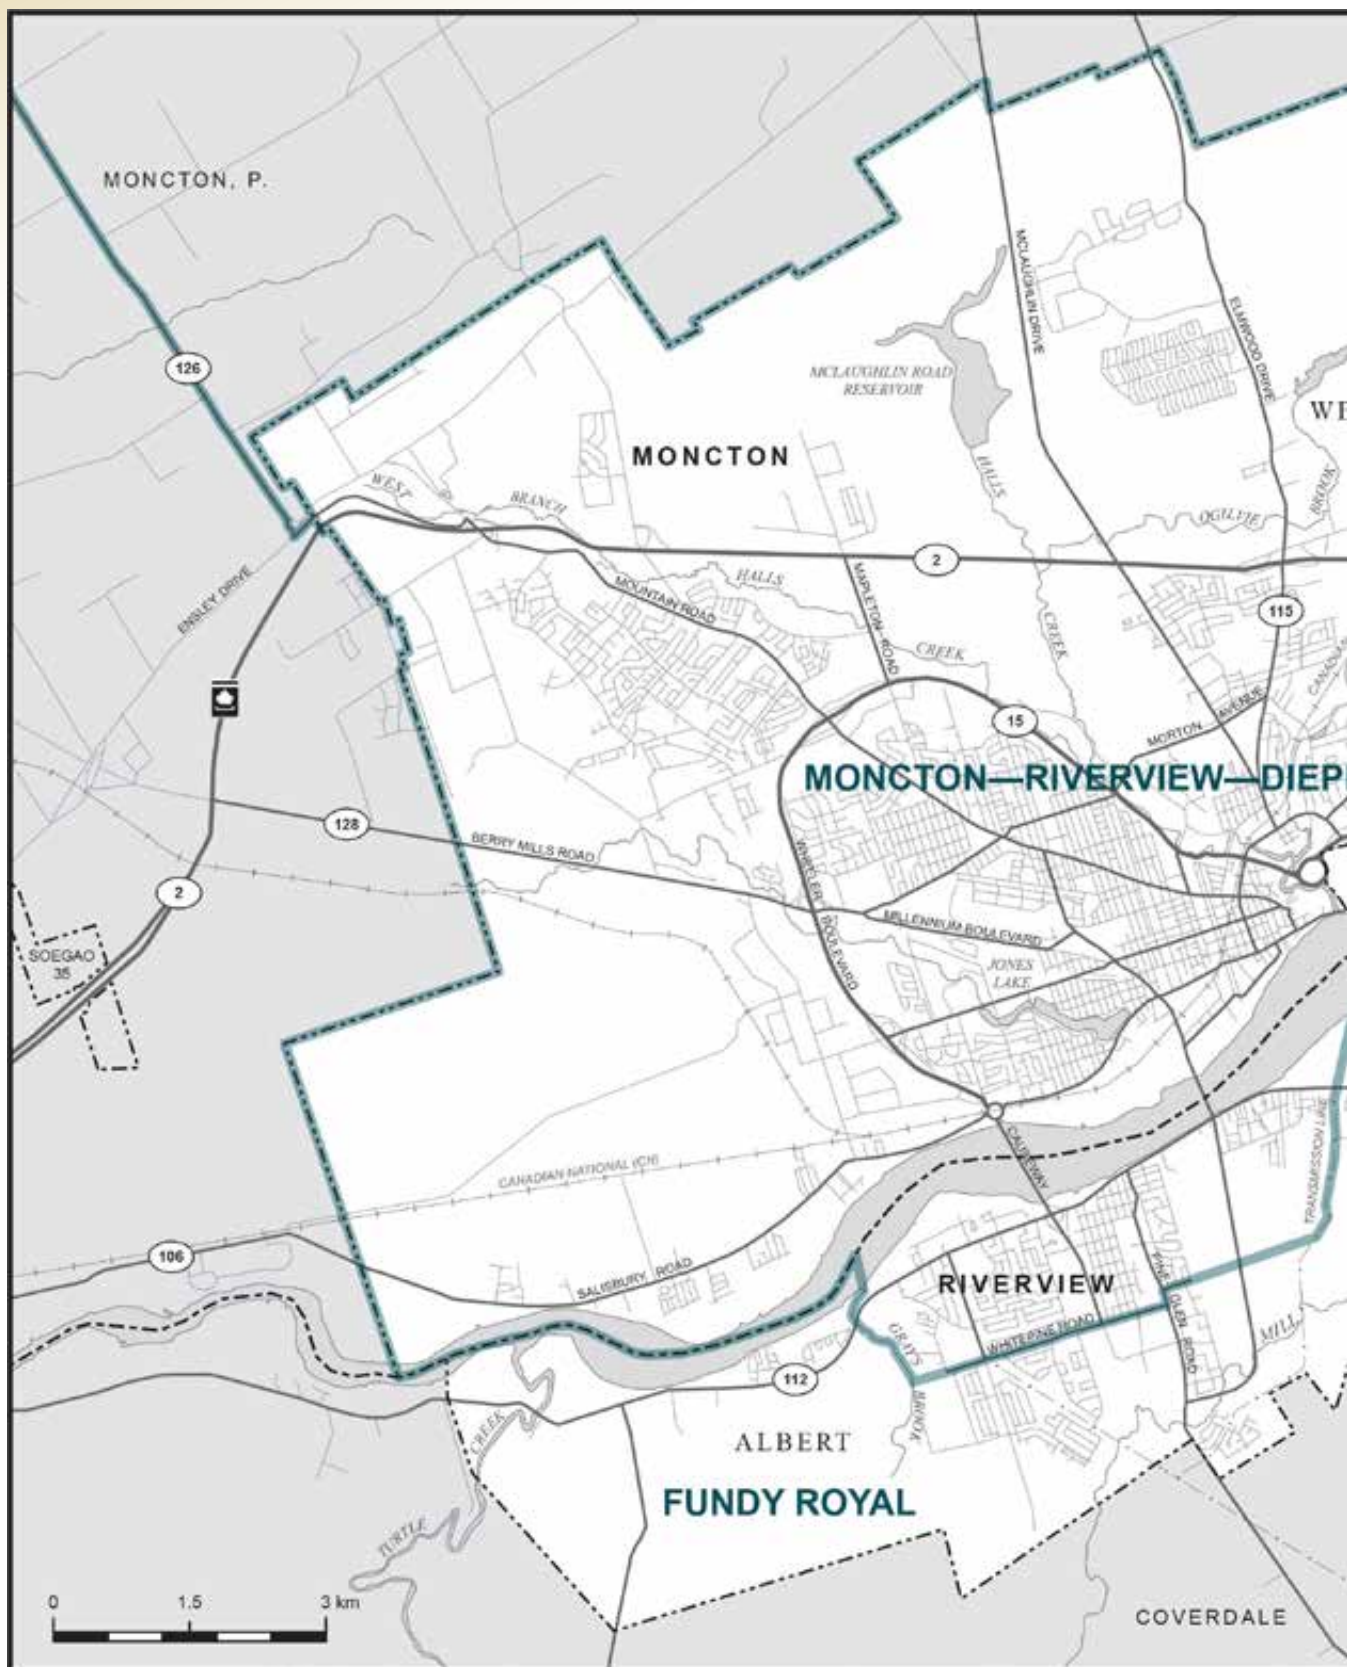 MONCTON, P.
MCLAUGHLIN DRIVE
ELMWOOD DRIVE
126
MCLAUGHLIN ROAD
RESERVOIR
WE
MONCTON
WEST
BRANCH
HALLS
OGILVIE
BROOK
2
ENSLEY DRIVE
MOUNTAIN ROAD
HALLS
MAPLETON ROAD
CREEK
CREEK
115
CANADIAN
15
MORTON AVENUE
MONCTON—RIVERVIEW—DIEP
128
BERRY MILLS ROAD
WHEELER BOULEVARD
2
MILLENNIUM BOULEVARD
SOEGAO
35
JONES
LAKE
CAUSEWAY
TRANSMISSION LINE
CANADIAN NATIONAL (CN)
106
SALISBURY ROAD
RIVERVIEW
PINE GLEN ROAD
WHITEPINE ROAD
MILL
GRAYS
BROOK
112
CREEK
ALBERT
FUNDY ROYAL
TURTLE
0 1.5 3 km
COVERDALE